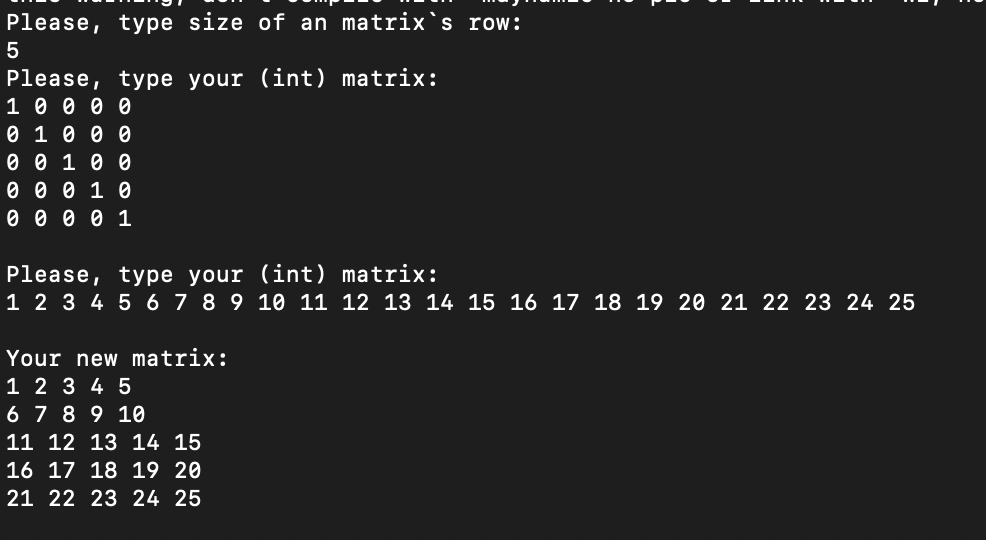 Please, type size of an matrix`s row:
5
Please, type your (int) matrix:
1 0 0 0 0
0 1 0 0 0
0 0 1 0 0
0 0 0 1 0
0 0 0 0 1
Please, type your (int) matrix:
1 2 3 4 5 6 7 8 9 10 11 12 13 14 15 16 17 18 19 20 21 22 23 24 25
Your new matrix:
1 2 3 4 5
6 7 8 9 10
11 12 13 14 15
16 17 18 19 20
21 22 23 24 25